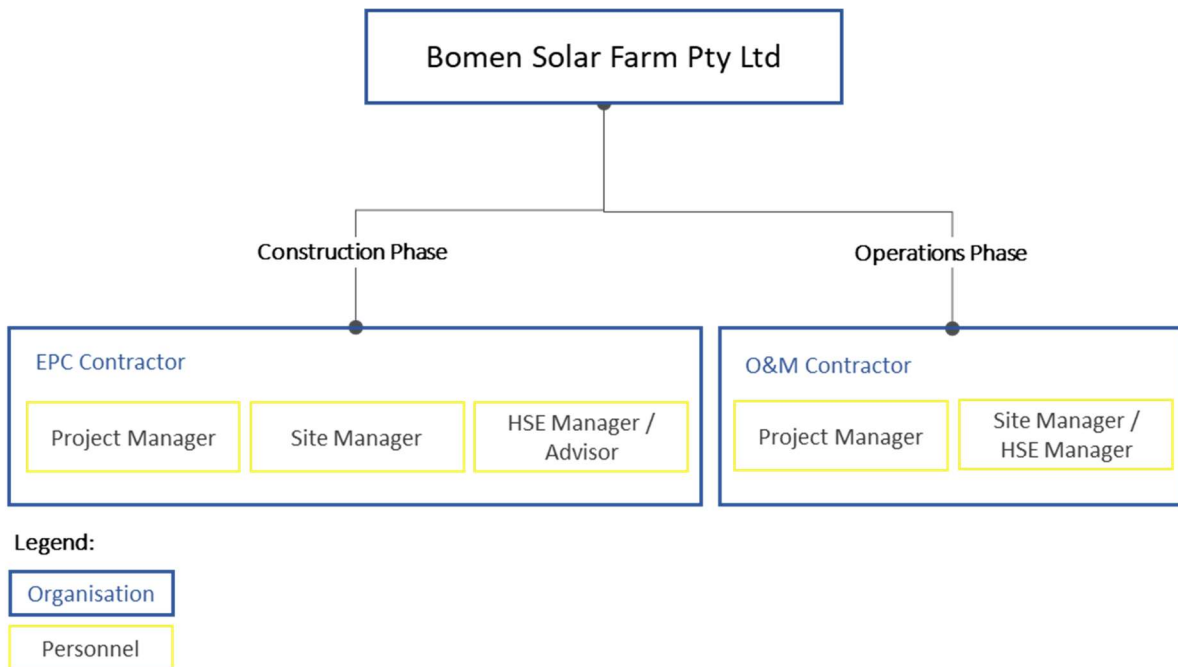 Bomen Solar Farm Pty Ltd
Construction Phase
Operations Phase
EPC Contractor
Project Manager
Site Manager
HSE Manager /
Advisor
O&M Contractor
Project Manager
Site Manager /
HSE Manager
Legend:
Organisation
Personnel